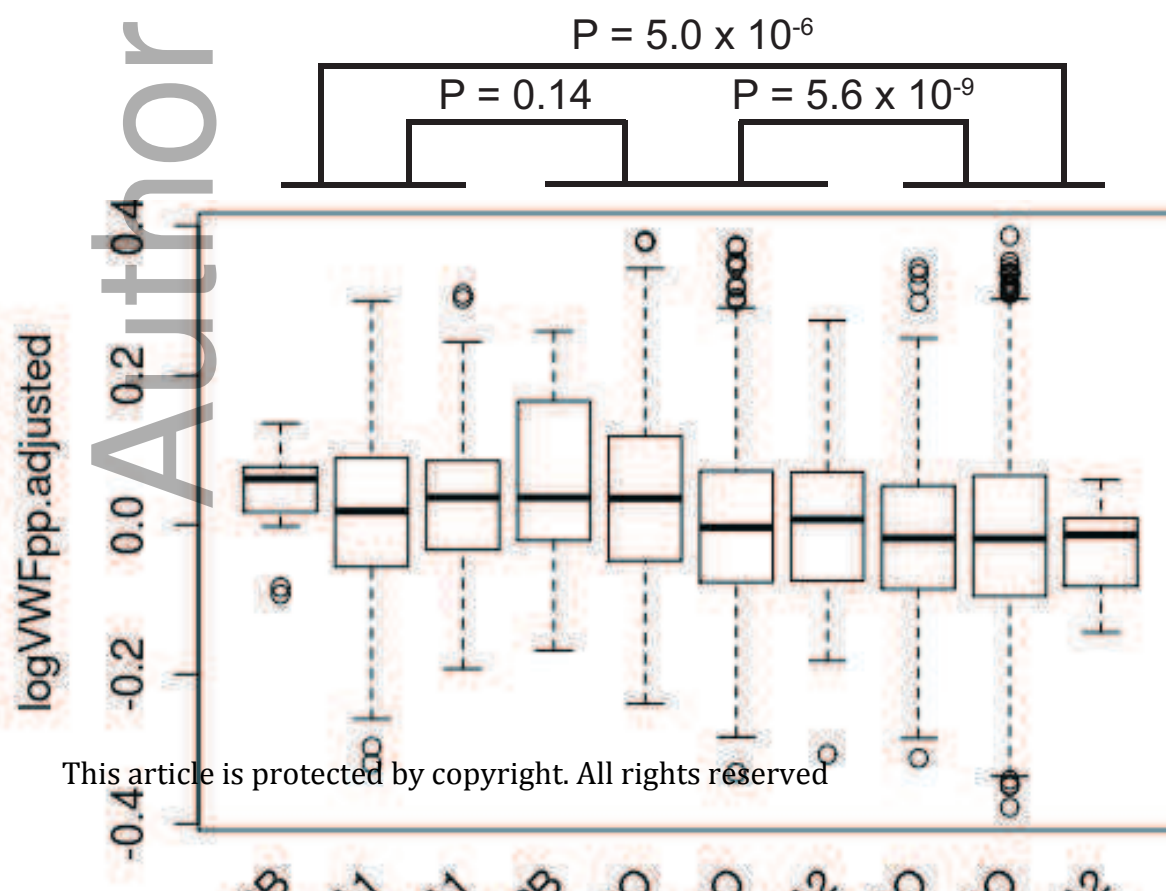 P = 5.0 x 10-6
P = 0.14
P = 5.6 x 10-9
Author
logVWFpp.adjusted
0.4
0.2
0.0
-0.2
-0.4
This article is protected by copyright. All rights reserved